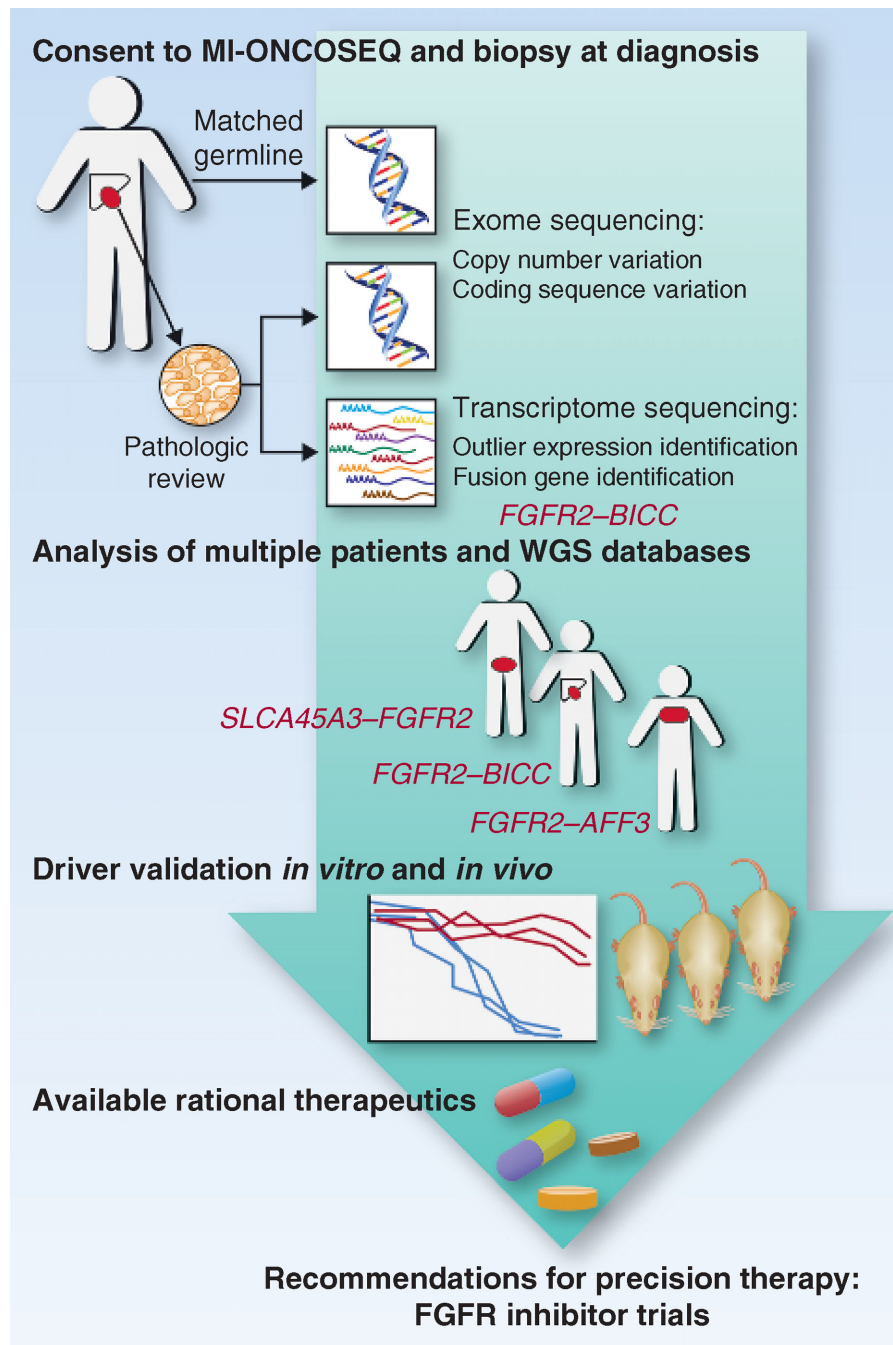 Consent to MI-ONCOSEQ and biopsy at diagnosis
Matched
germline
Exome sequencing:
Copy number variation
Coding sequence variation
Pathologic
review
Transcriptome sequencing:
Outlier expression identification
Fusion gene identification
FGFR2–BICC
Analysis of multiple patients and WGS databases
SLCA45A3–FGFR2
FGFR2–BICC
FGFR2–AFF3
Driver validation in vitro and in vivo
Available rational therapeutics
Recommendations for precision therapy:
FGFR inhibitor trials